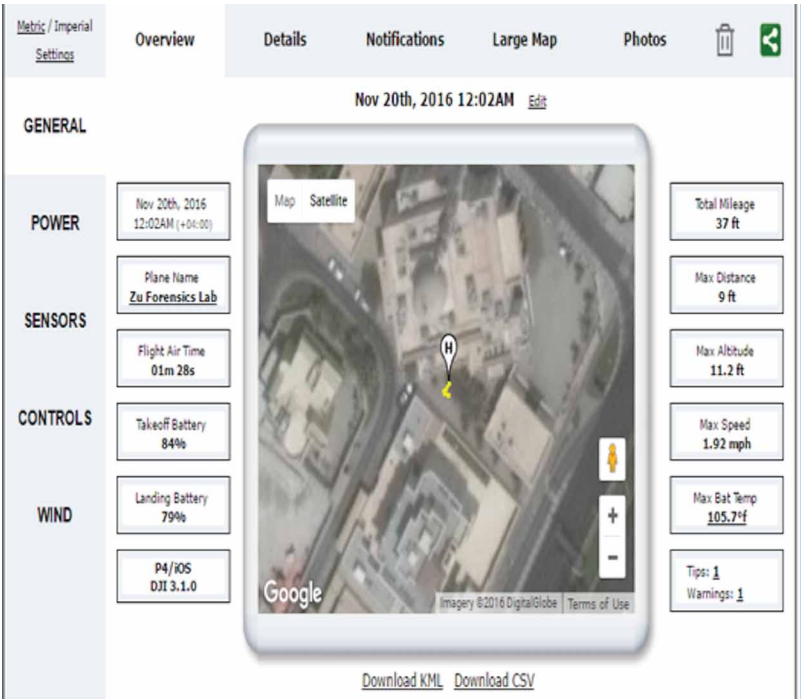 Metric / Imperial
Settings
Overview
Details
Notifications
Large Map
Photos
Nov 20th, 2016 12:02AM Edit
GENERAL
POWER
SENSORS
CONTROLS
WIND
Nov 20th, 2016
12:02AM (+04:00)
Plane Name
Zu Forensics Lab
Flight Air Time
01m 28s
Takeoff Battery
84%
Landing Battery
79%
P4/iOS
DJI 3.1.0
Map Satellite
H
+
−
Google
Imagery ©2016 DigitalGlobe
Terms of Use
Total Mileage
37 ft
Max Distance
9 ft
Max Altitude
11.2 ft
Max Speed
1.92 mph
Max Bat Temp
105.7°f
Tips: 1
Warnings: 1
Download KML Download CSV